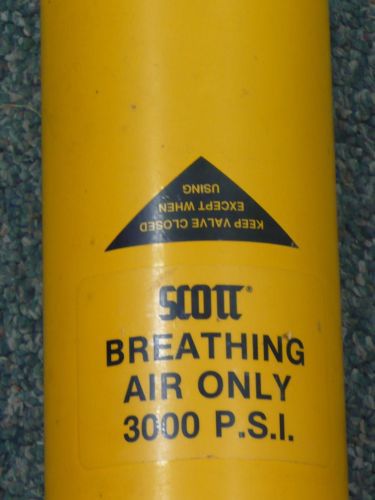 KEEP VALVE CLOSED
EXCEPT WHEN
USING
SCOTT®
BREATHING
AIR ONLY
3000 P.S.I.